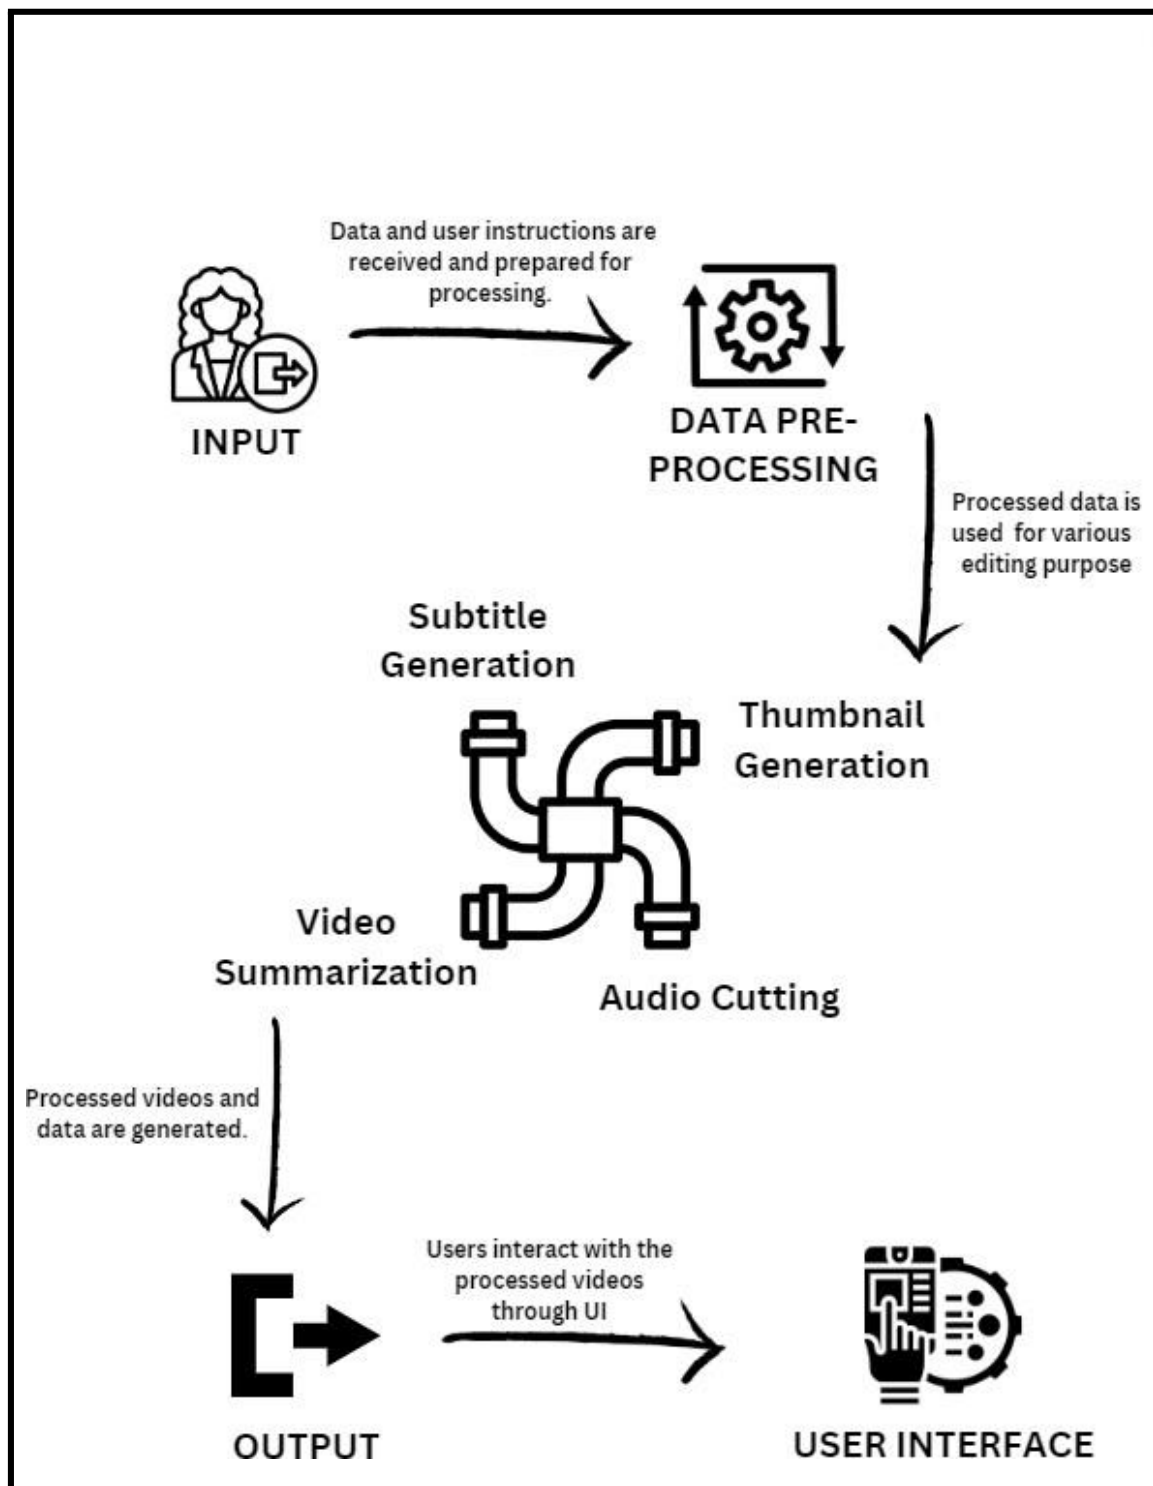 Data and user instructions are
received and prepared for
processing.
INPUT
DATA PRE-
PROCESSING
Processed data is
used for various
editing purpose
Subtitle
Generation
Thumbnail
Generation
Video
Summarization
Audio Cutting
Processed videos and
data are generated.
Users interact with the
processed videos
through UI
OUTPUT
USER INTERFACE